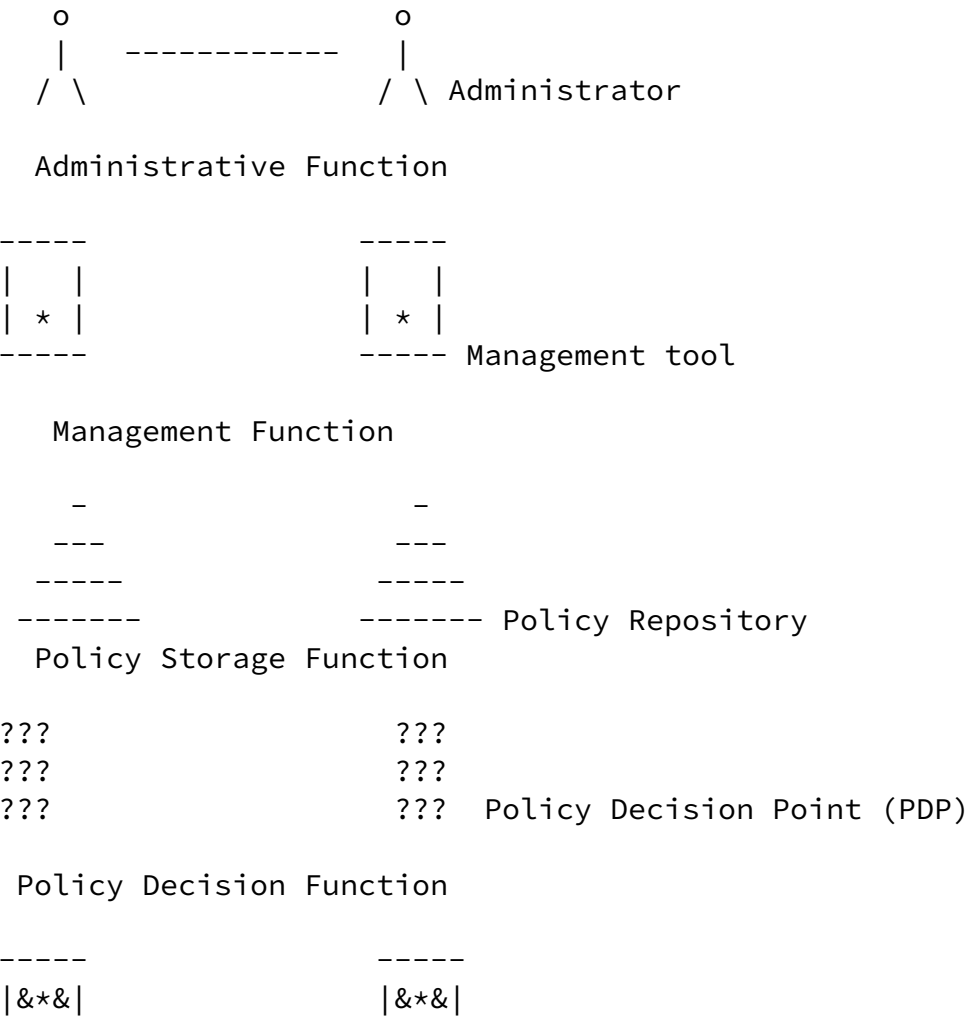 o                  o
|   ------------   |
/ \                / \ Administrator
Administrative Function
-----               -----
|   |               |   |
| * |               | * |
-----               ----- Management tool
Management Function
-                  -
---                ---
-----              -----
-------            ------- Policy Repository
Policy Storage Function
???                   ???
???                   ???
???                   ???  Policy Decision Point (PDP)
Policy Decision Function
-----                -----
|&*&|                |&*&|